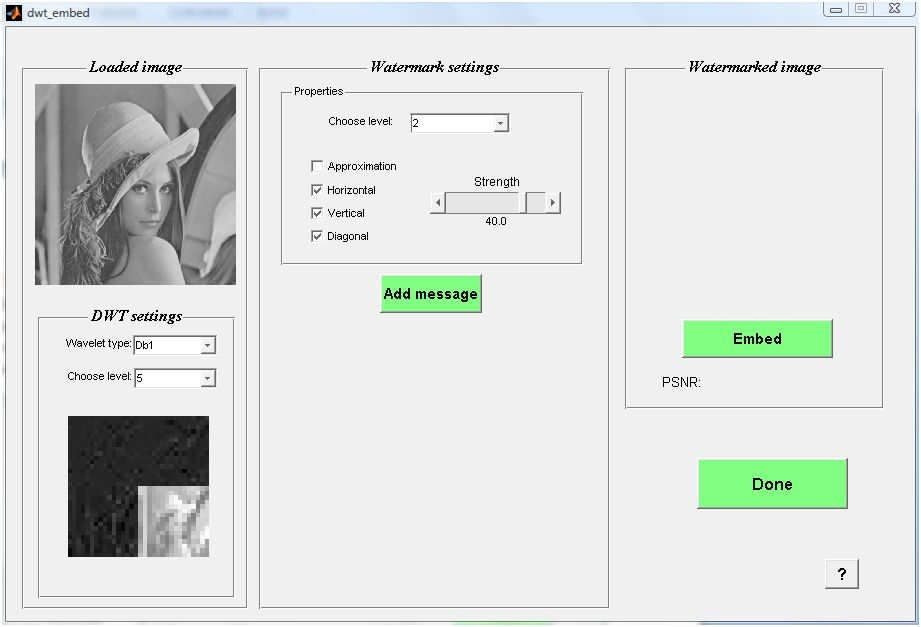 dwt_embed
Loaded image
DWT settings
Wavelet type: Db1
Choose level: 5
Watermark settings
Properties
Choose level: 2
Approximation
Horizontal
Vertical
Diagonal
Strength
40.0
Add message
Watermarked image
Embed
PSNR:
Done
?